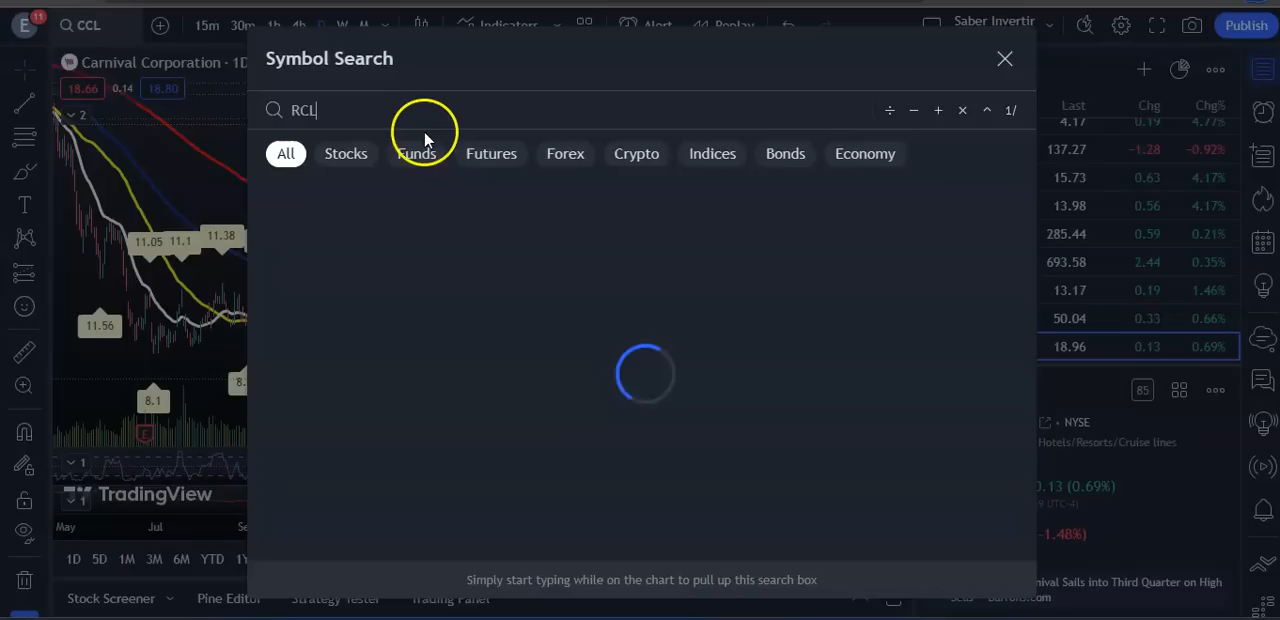 E
11
CCL
15m 30m 1h 4h D W M
Indicators
Alert
Replay
Saber Invertir
Publish
Carnival Corporation · 1D
18.66 0.14 18.80
2
Symbol Search
RCL
÷ − + × ^ 1/
All Stocks Funds Futures Forex Crypto Indices Bonds Economy
Last Chg Chg%
4.17 0.19 4.77%
137.27 −1.28 −0.92%
15.73 0.63 4.17%
13.98 0.56 4.17%
285.44 0.59 0.21%
693.58 2.44 0.35%
13.17 0.19 1.46%
50.04 0.33 0.66%
18.96 0.13 0.69%
11.05 11.1 11.38
11.56
8.1
E
1
1
TradingView
May Jul
85
NYSE
Hotels/Resorts/Cruise lines
0.13 (0.69%)
-1.48%)
nival Sails into Third Quarter on High
1D 5D 1M 3M 6M YTD
Simply start typing while on the chart to pull up this search box
Stock Screener Pine Editor Strategy Tester Trading Panel